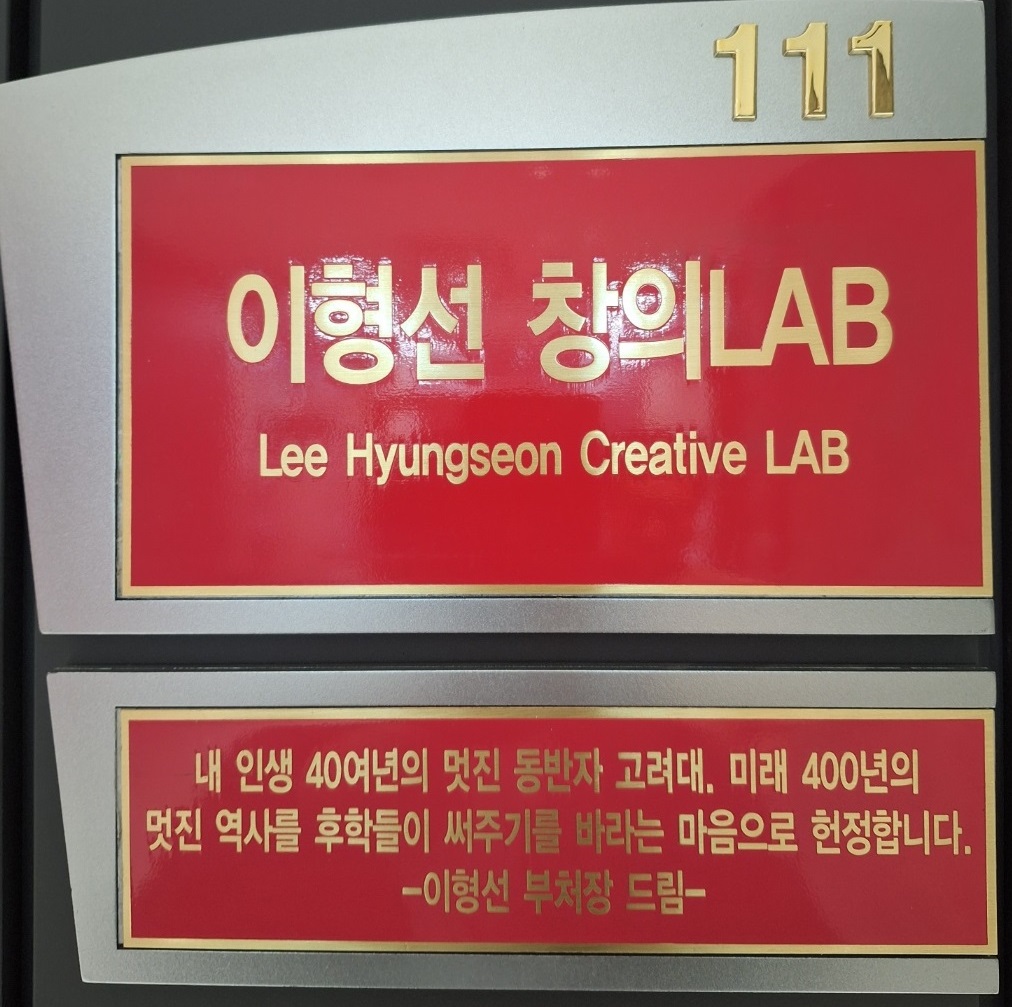 111
이형선 창의LAB
Lee Hyungseon Creative LAB
내 인생 40여년의 멋진 동반자 고려대. 미래 400년의
멋진 역사를 후학들이 써주기를 바라는 마음으로 헌정합니다.
-이형선 부처장 드림-